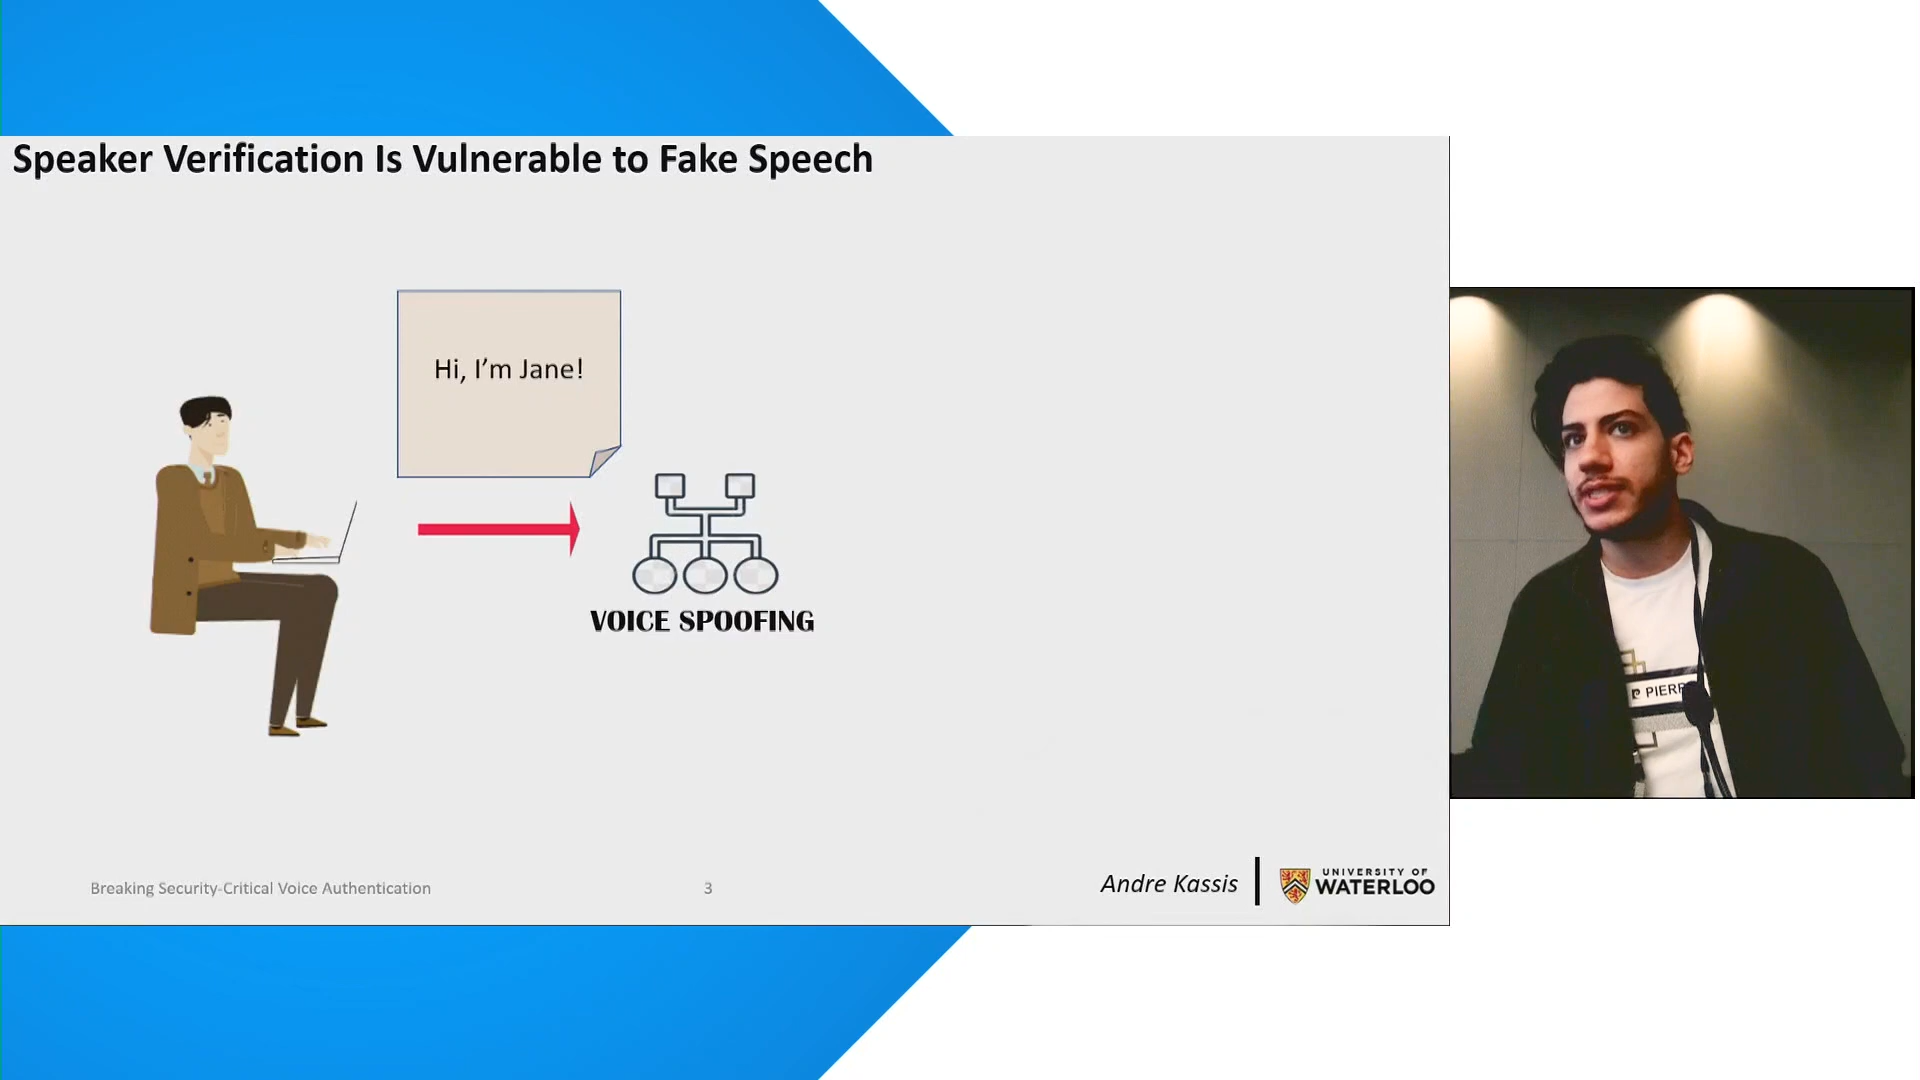 Speaker Verification Is Vulnerable to Fake Speech
Hi, I’m Jane!
VOICE SPOOFING
Breaking Security-Critical Voice Authentication
3
Andre Kassis
UNIVERSITY OF
WATERLOO